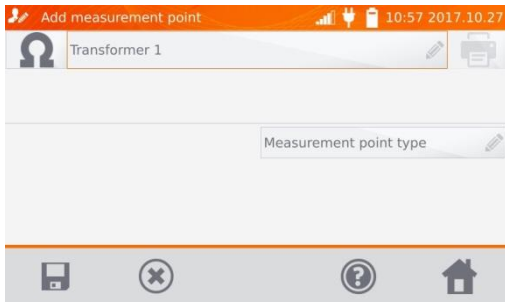 Add measurement point 10:57 2017.10.27
Ω Transformer 1
Measurement point type
?